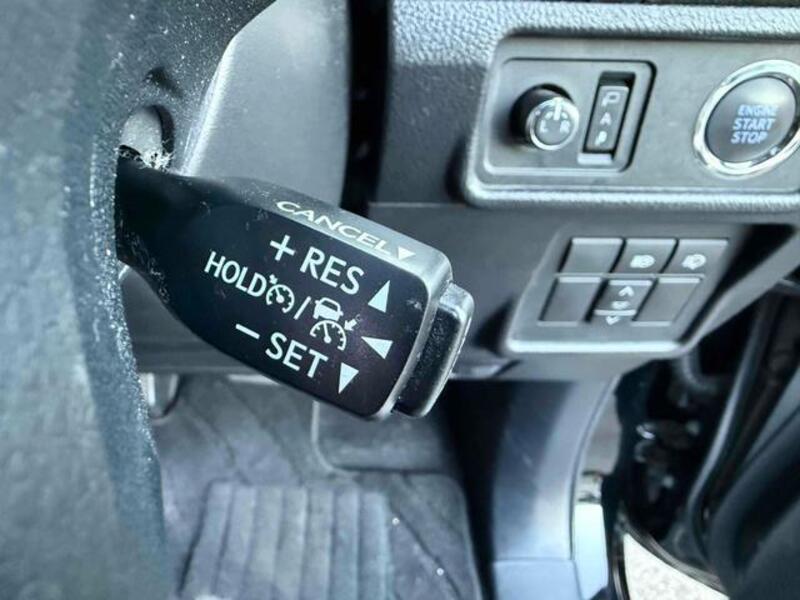 CANCEL
+ RES
HOLD /
− SET
L R
A
P
ENGINE
START
STOP